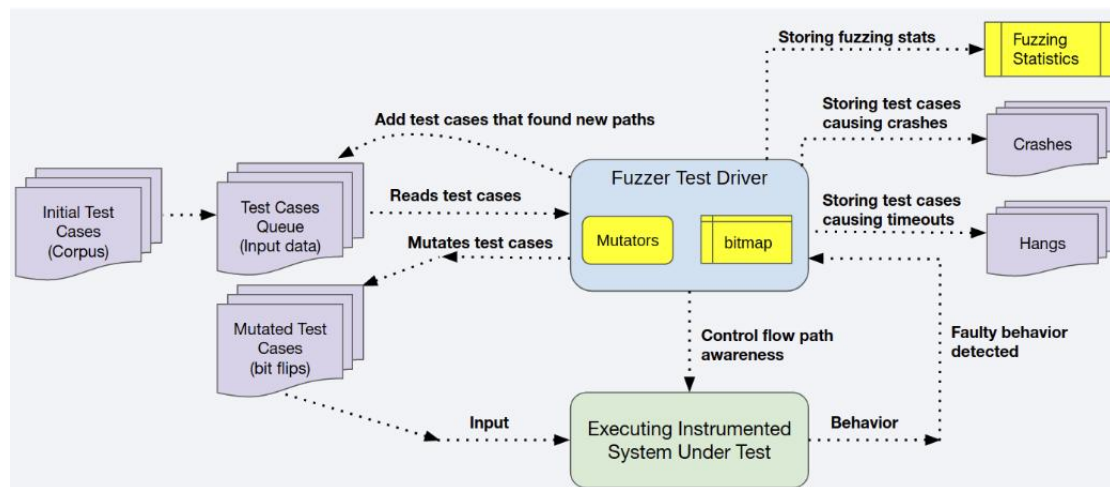 Storing fuzzing stats
Fuzzing
Statistics
Storing test cases
causing crashes
Crashes
Add test cases that found new paths
Fuzzer Test Driver
Initial Test
Cases
(Corpus)
Test Cases
Queue
(Input data)
Reads test cases
Mutators
bitmap
Storing test cases
causing timeouts
Hangs
Mutates test cases
Mutated Test
Cases
(bit flips)
Control flow path
awareness
Faulty behavior
detected
Input
Executing Instrumented
System Under Test
Behavior